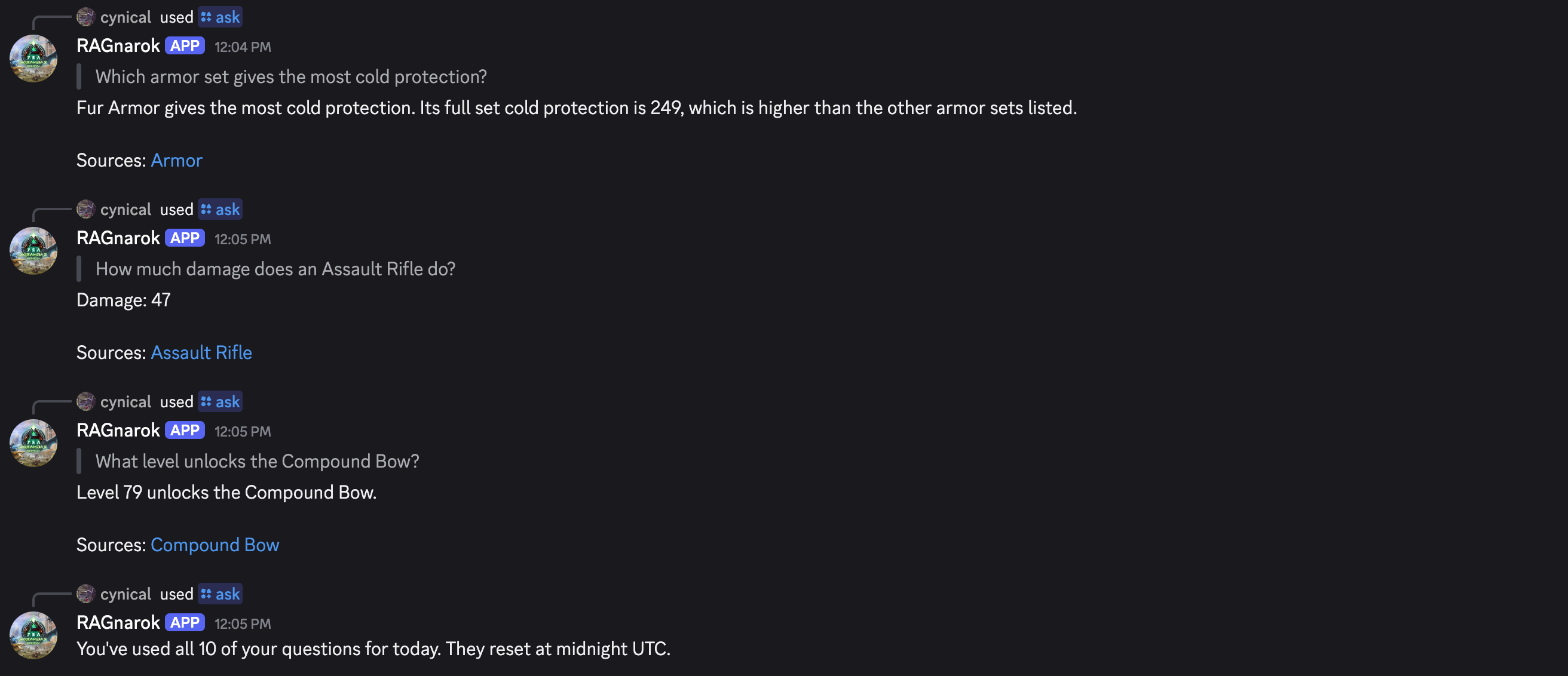 cynical used ask
RAGnarok APP 12:04 PM
Which armor set gives the most cold protection?
Fur Armor gives the most cold protection. Its full set cold protection is 249, which is higher than the other armor sets listed.
Sources: Armor
cynical used ask
RAGnarok APP 12:05 PM
How much damage does an Assault Rifle do?
Damage: 47
Sources: Assault Rifle
cynical used ask
RAGnarok APP 12:05 PM
What level unlocks the Compound Bow?
Level 79 unlocks the Compound Bow.
Sources: Compound Bow
cynical used ask
RAGnarok APP 12:05 PM
You've used all 10 of your questions for today. They reset at midnight UTC.